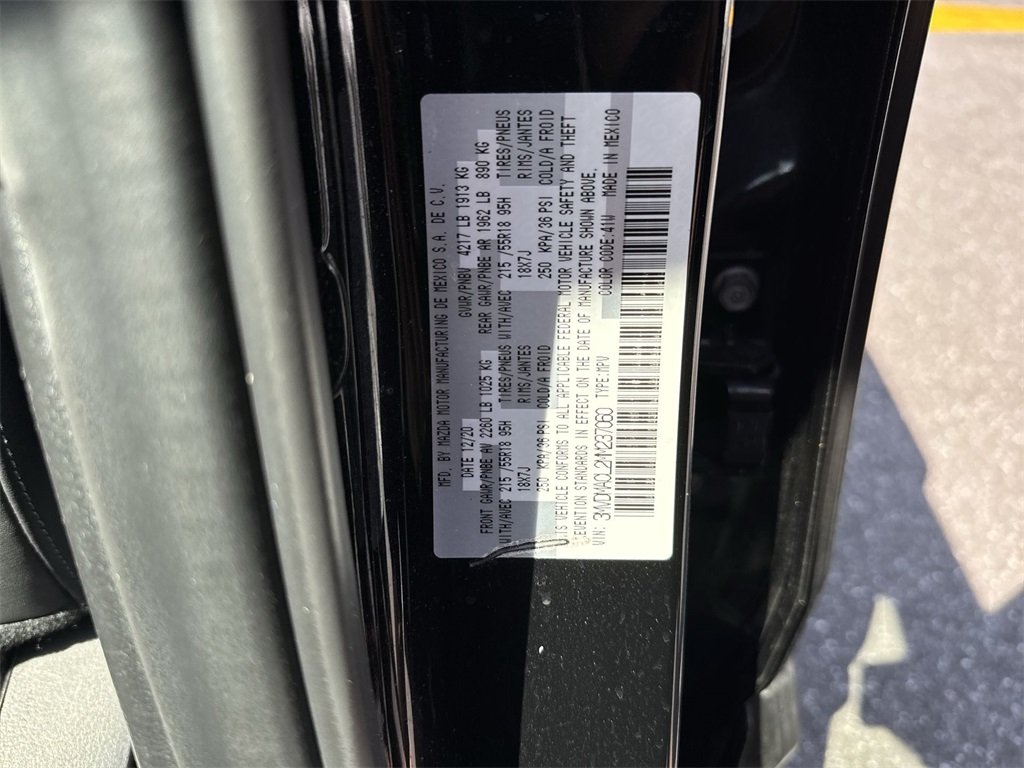 MFD. BY MAZDA MOTOR MANUFACTURING DE MEXICO S.A. DE C.V.
DATE 12/20 GVWR/PNBV 4217 LB 1913 KG
FRONT GAWR/PNBE AV 2260 LB 1025 KG REAR GAWR/PNBE AR 1962 LB 890 KG
WITH/AVEC 215 /55R18 95H TIRES/PNEUS WITH/AVEC 215 /55R18 95H TIRES/PNEUS
18X7J RIMS/JANTES 18X7J RIMS/JANTES
250 KPA/36 PSI COLD/A FROID 250 KPA/36 PSI COLD/A FROID
IS VEHICLE CONFORMS TO ALL APPLICABLE FEDERAL MOTOR VEHICLE SAFETY AND THEFT
EVENTION STANDARDS IN EFFECT ON THE DATE OF MANUFACTURE SHOWN ABOVE.
VIN: TYPE:MPV COLOR CODE:41W MADE IN MEXICO